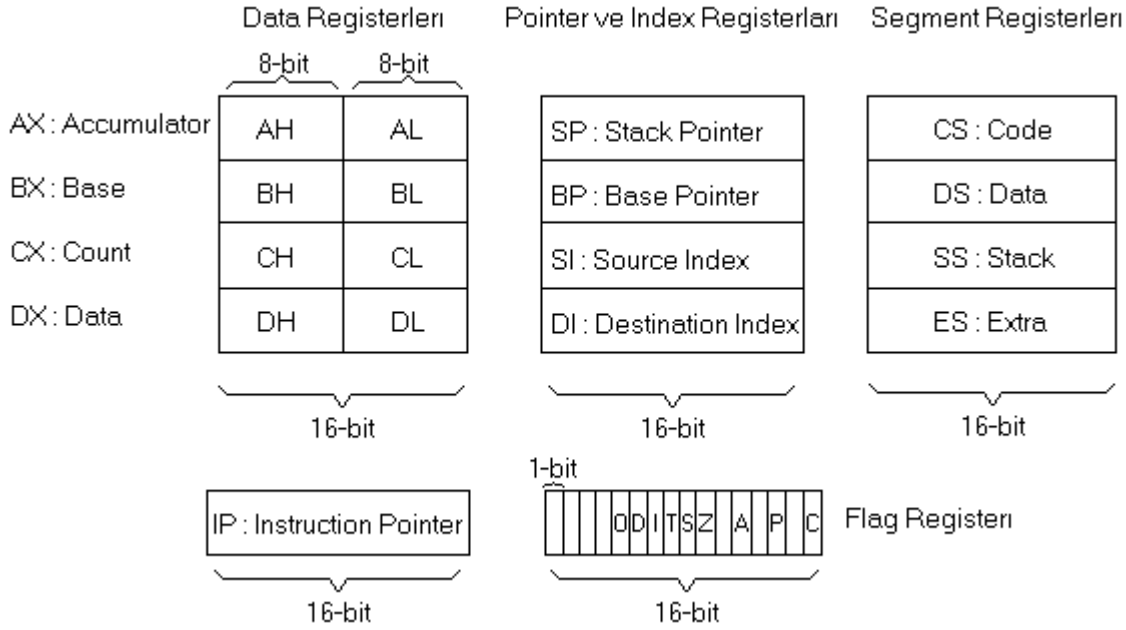 Data Registerlerı
Pointer ve Index Registerları
Segment Registerlerı
8-bit
8-bit
AX : Accumulator
AH
AL
SP : Stack Pointer
CS : Code
BX : Base
BH
BL
BP : Base Pointer
DS : Data
CX : Count
CH
CL
SI : Source Index
SS : Stack
DX : Data
DH
DL
DI : Destination Index
ES : Extra
16-bit
16-bit
16-bit
1-bit
IP : Instruction Pointer
O D I T S Z A P C
Flag Registerı
16-bit
16-bit